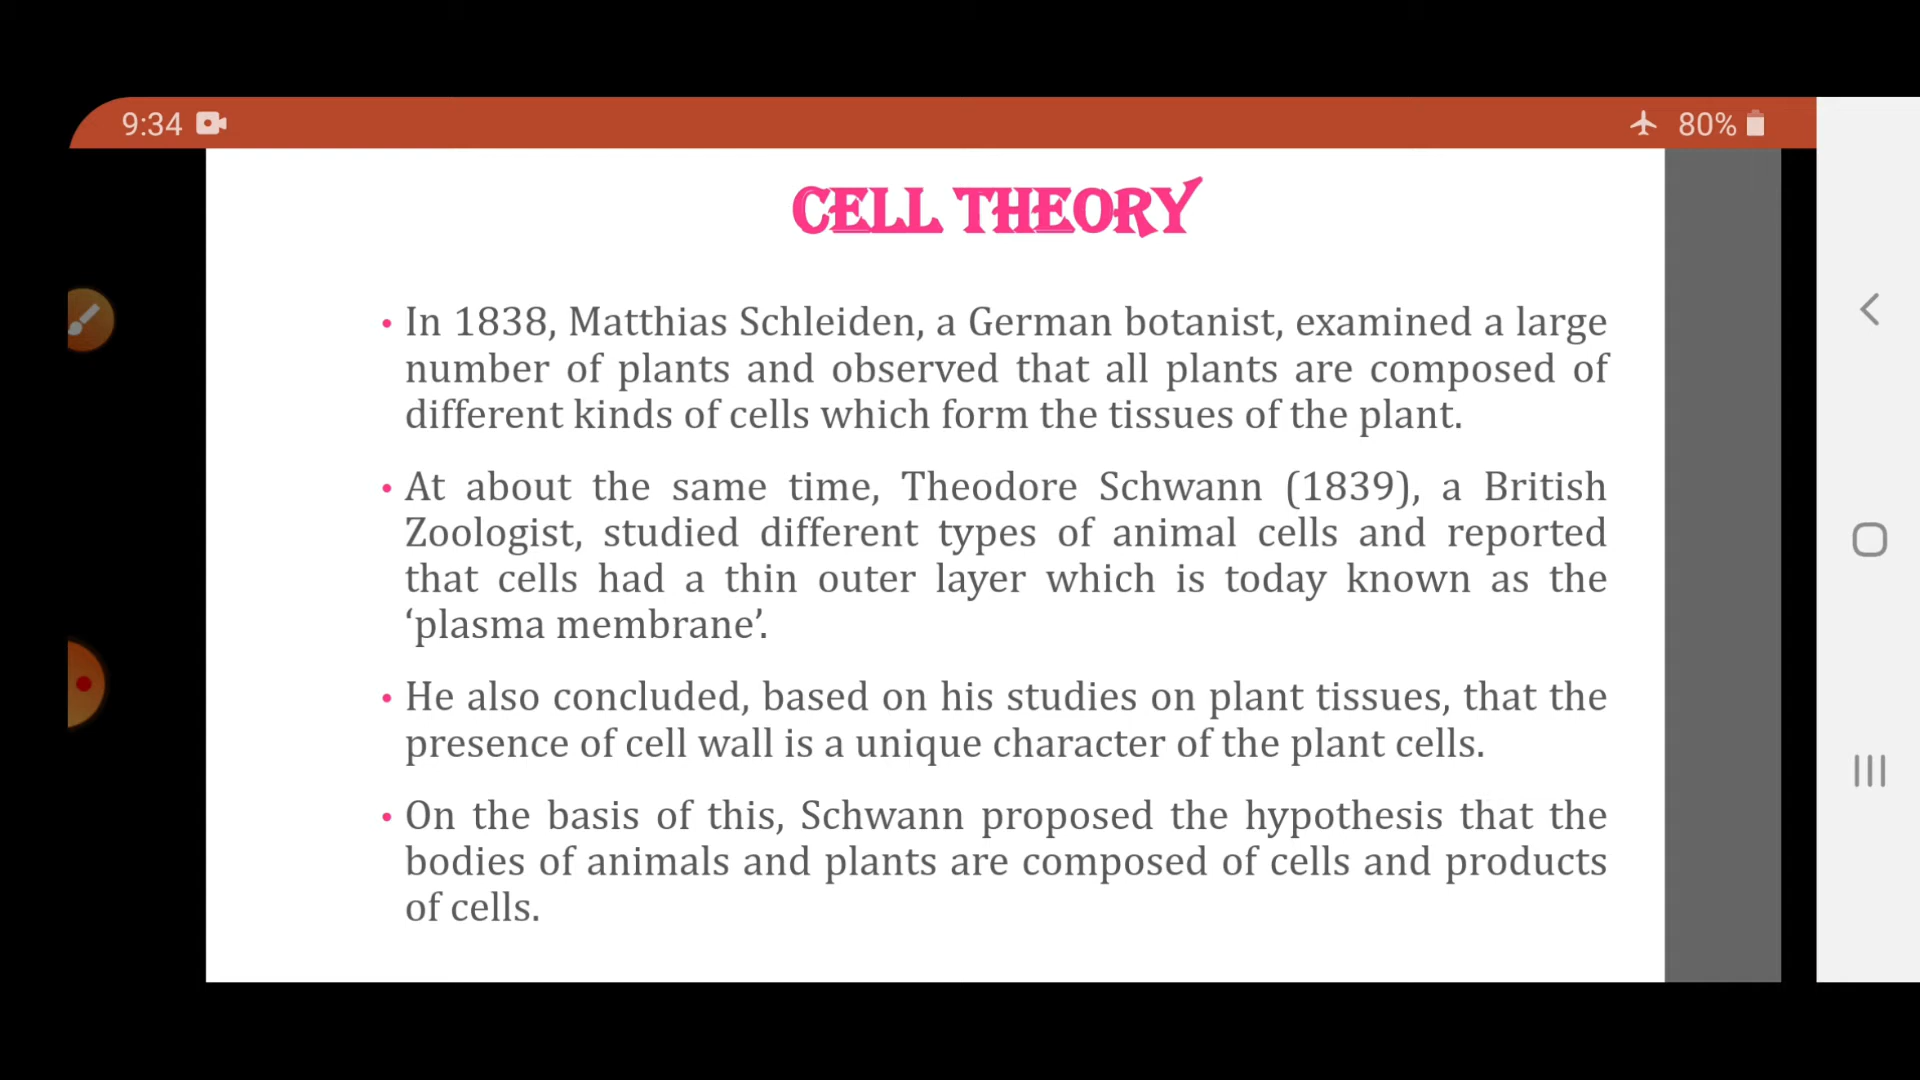 9:34
80%
CELL THEORY
• In 1838, Matthias Schleiden, a German botanist, examined a large
number of plants and observed that all plants are composed of
different kinds of cells which form the tissues of the plant.
• At about the same time, Theodore Schwann (1839), a British
Zoologist, studied different types of animal cells and reported
that cells had a thin outer layer which is today known as the
‘plasma membrane’.
• He also concluded, based on his studies on plant tissues, that the
presence of cell wall is a unique character of the plant cells.
• On the basis of this, Schwann proposed the hypothesis that the
bodies of animals and plants are composed of cells and products
of cells.